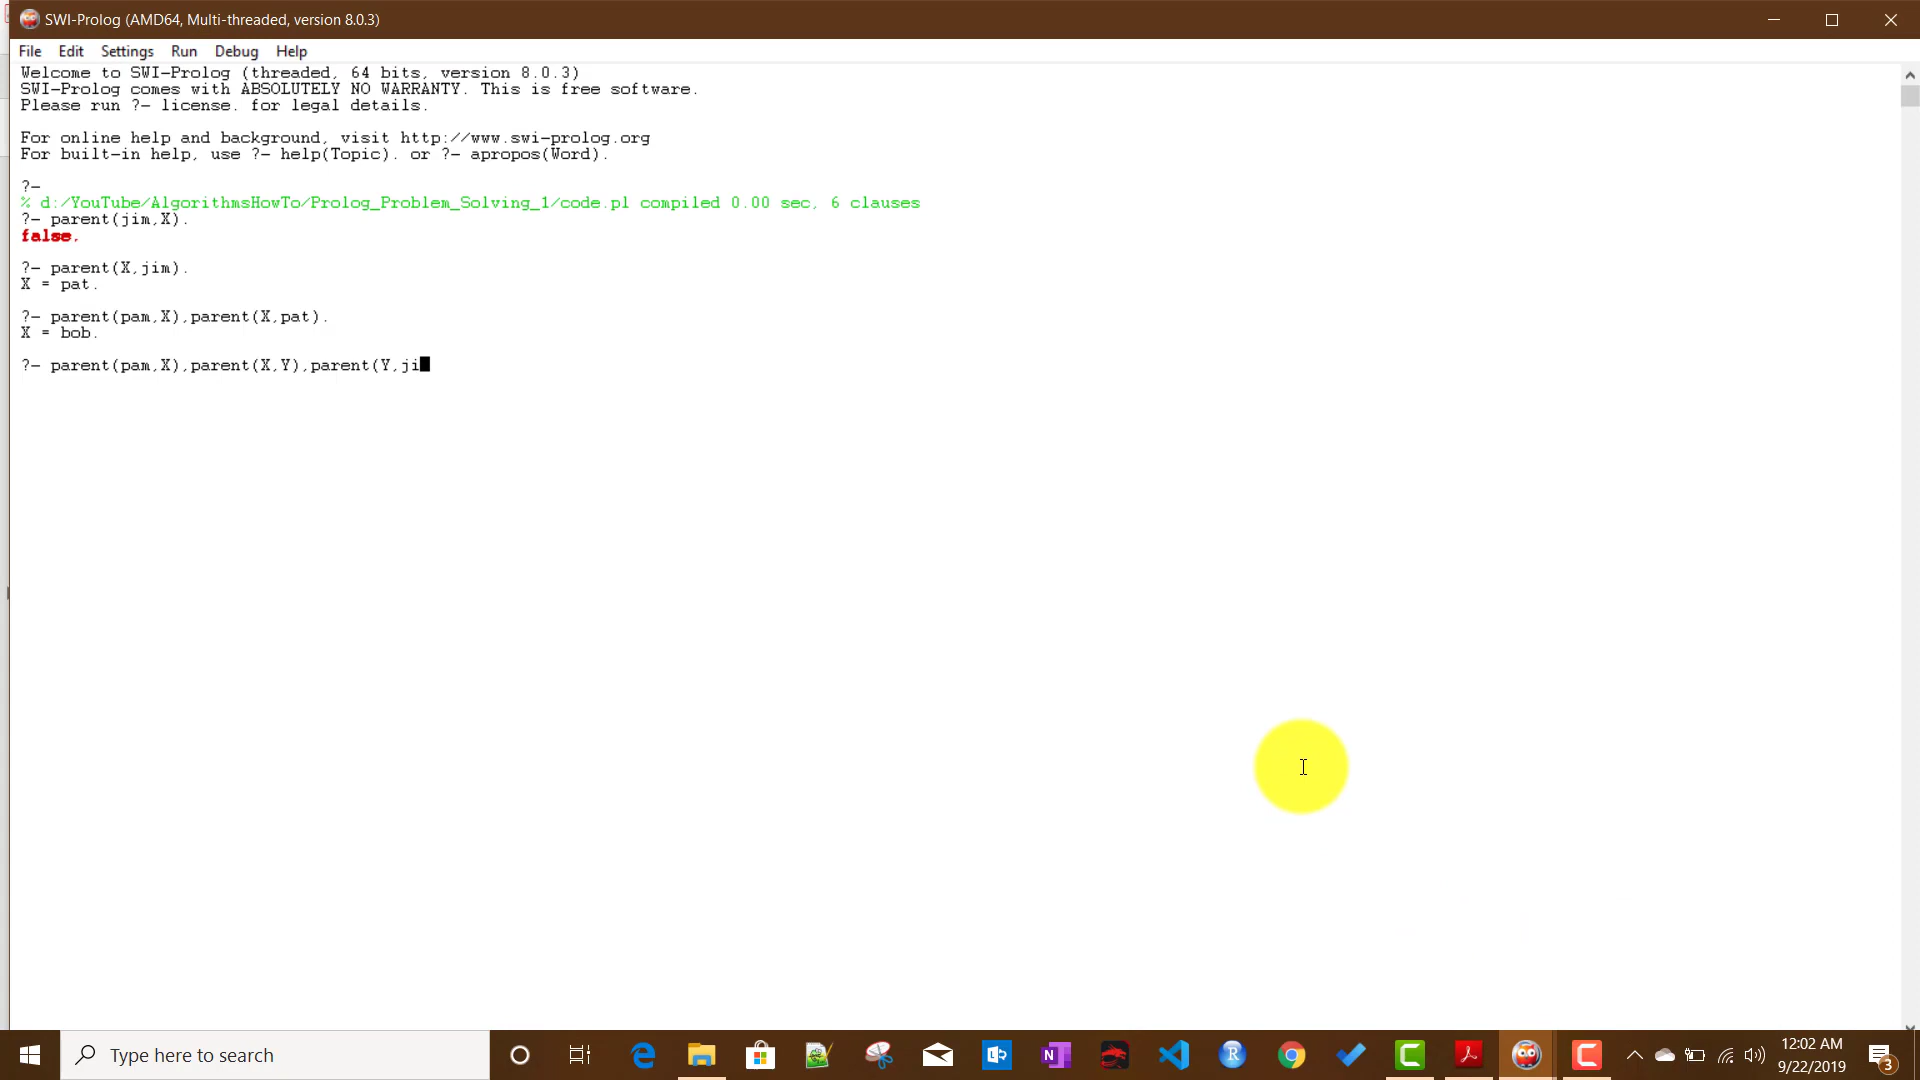 SWI-Prolog (AMD64, Multi-threaded, version 8.0.3)
File Edit Settings Run Debug Help
Welcome to SWI-Prolog (threaded, 64 bits, version 8.0.3)
SWI-Prolog comes with ABSOLUTELY NO WARRANTY. This is free software.
Please run ?- license. for legal details.
For online help and background, visit http://www.swi-prolog.org
For built-in help, use ?- help(Topic). or ?- apropos(Word).
?-
% d:/YouTube/AlgorithmsHowTo/Prolog_Problem_Solving_1/code.pl compiled 0.00 sec, 6 clauses
?- parent(jim,X).
false.
?- parent(X,jim).
X = pat.
?- parent(pam,X),parent(X,pat).
X = bob.
?- parent(pam,X),parent(X,Y),parent(Y,ji
Type here to search
12:02 AM
9/22/2019
3